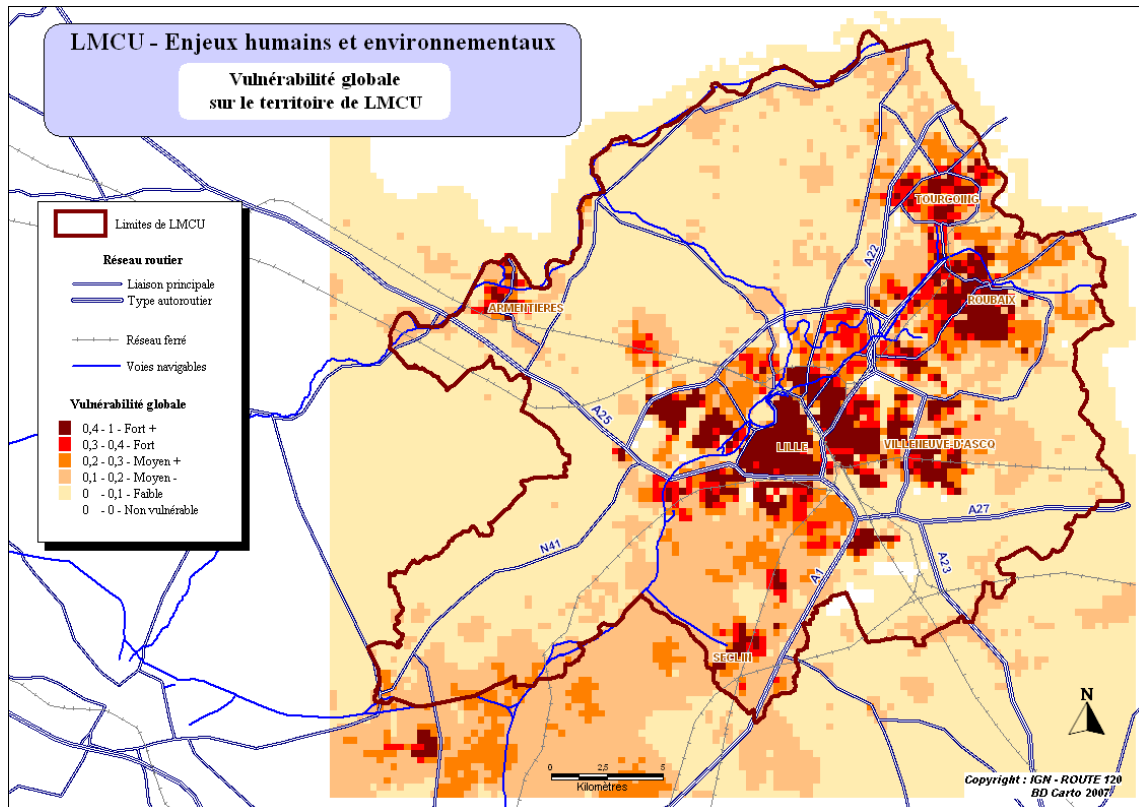 LMCU - Enjeux humains et environnementaux
Vulnérabilité globale
sur le territoire de LMCU
Limites de LMCU
Réseau routier
Liaison principale
Type autoroutier
Réseau ferré
Voies navigables
Vulnérabilité globale
0,4 - 1 - Fort +
0,3 - 0,4 - Fort
0,2 - 0,3 - Moyen +
0,1 - 0,2 - Moyen -
0 - 0,1 - Faible
0 - 0 - Non vulnérable
TOURCOING
A22
ROUBAIX
ARMENTIERES
A25
LILLE
VILLENEUVE-D'ASCQ
A27
N41
A1
A23
SECLIN
N
0 2,5 5
Kilomètres
Copyright : IGN - ROUTE 120
BD Carto 2007